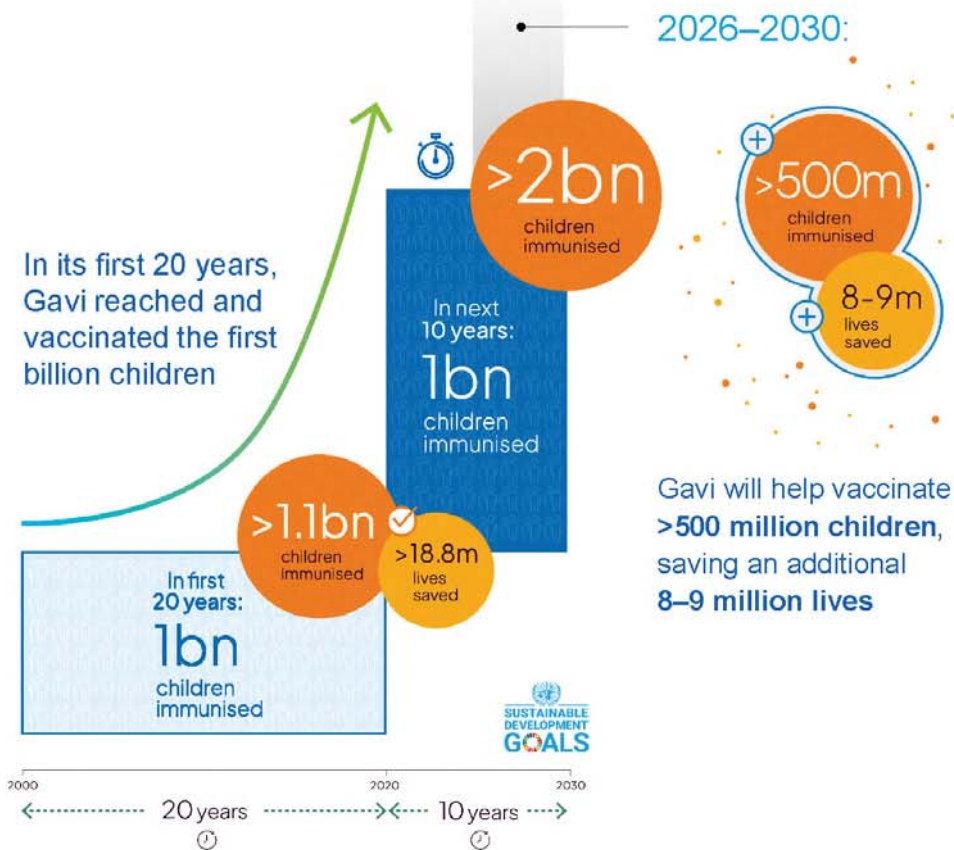 2026–2030:
>2bn
children
immunised
>500m
children
immunised
8-9m
lives
saved
In its first 20 years,
Gavi reached and
vaccinated the first
billion children
In next
10 years:
1bn
children
immunised
>1.1bn
children
immunised
>18.8m
lives
saved
Gavi will help vaccinate
>500 million children,
saving an additional
8–9 million lives
In first
20 years:
1bn
children
immunised
SUSTAINABLE
DEVELOPMENT
GOALS
2000
2020
2030
20 years
10 years